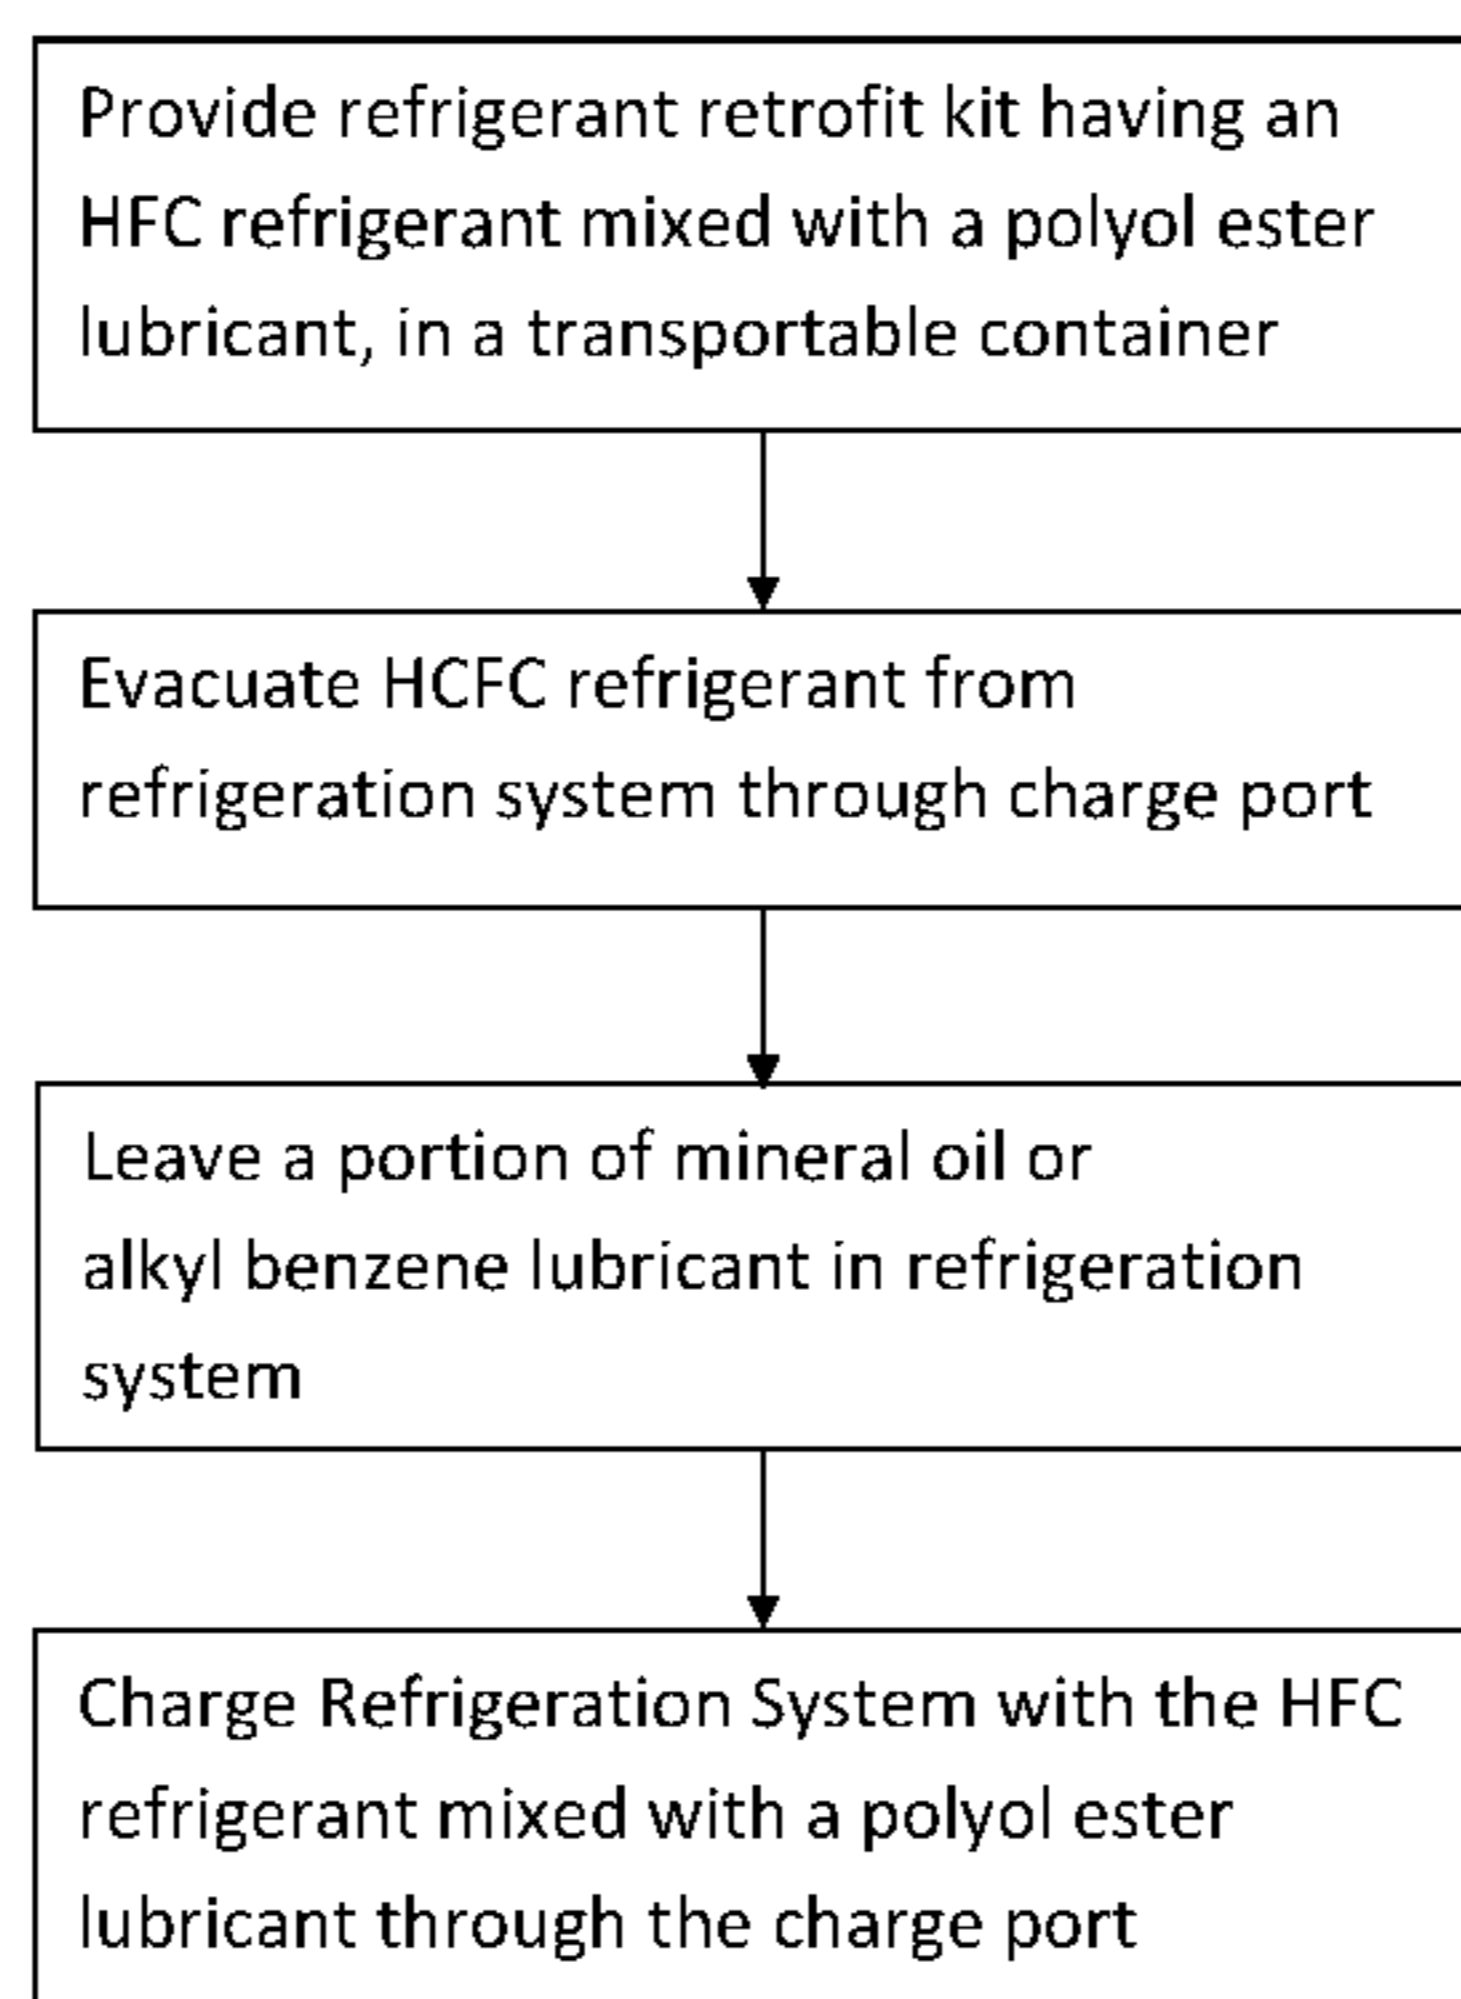 Provide refrigerant retrofit kit having an
HFC refrigerant mixed with a polyol ester
lubricant, in a transportable container
Evacuate HCFC refrigerant from
refrigeration system through charge port
Leave a portion of mineral oil or
alkyl benzene lubricant in refrigeration
system
Charge Refrigeration System with the HFC
refrigerant mixed with a polyol ester
lubricant through the charge port